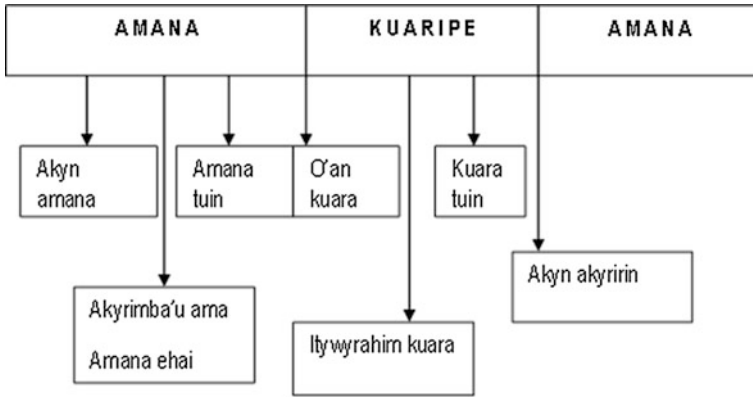 AMANA KUARIPE AMANA
Akyn
amana
Amana
tuin
O'an
kuara
Kuara
tuin
Akyn akyririn
Akyrimba'u ama
Amana ehai
Itywyrahim kuara